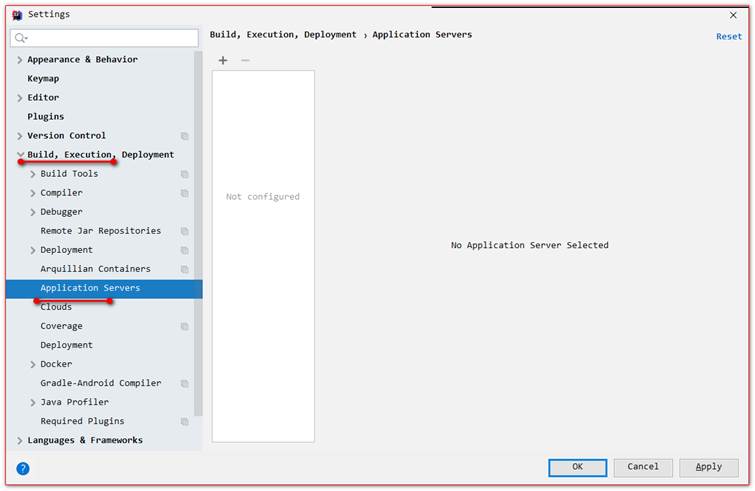 Settings
Build, Execution, Deployment › Application Servers
Reset
Appearance & Behavior
Keymap
Editor
Plugins
Version Control
Build, Execution, Deployment
Build Tools
Compiler
Debugger
Remote Jar Repositories
Deployment
Arquillian Containers
Application Servers
Clouds
Coverage
Deployment
Docker
Gradle-Android Compiler
Java Profiler
Required Plugins
Languages & Frameworks
Not configured
No Application Server Selected
?
OK
Cancel
Apply